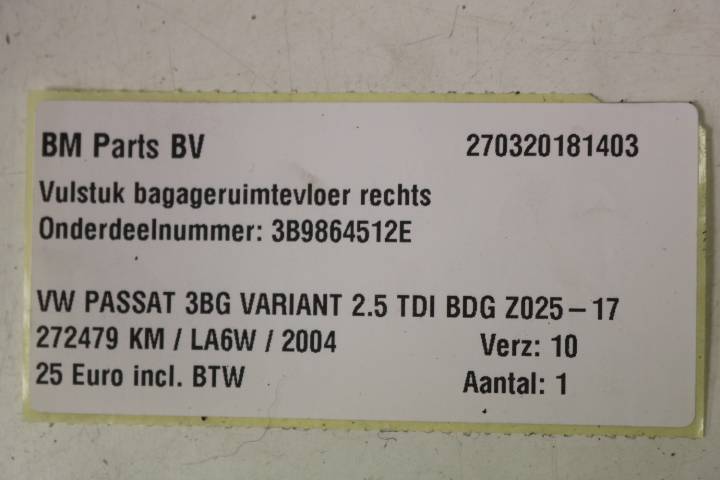 BM Parts BV 270320181403
Vulstuk bagageruimtevloer rechts
Onderdeelnummer: 3B9864512E
VW PASSAT 3BG VARIANT 2.5 TDI BDG Z025-17
272479 KM / LA6W / 2004 Verz: 10
25 Euro incl. BTW Aantal: 1